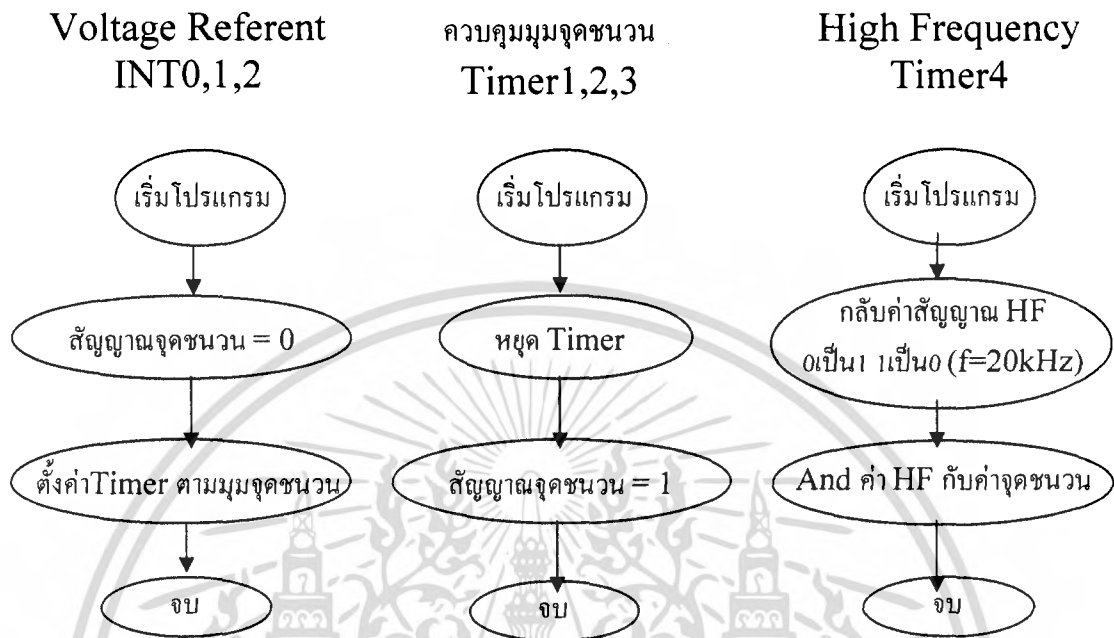 Voltage Referent
INT0,1,2
เริ่มโปรแกรม
สัญญาณจุดชนวน = 0
ตั้งค่าTimer ตามมุมจุดชนวน
จบ
ควบคุมมุมจุดชนวน
Timer1,2,3
เริ่มโปรแกรม
หยุด Timer
สัญญาณจุดชนวน = 1
จบ
High Frequency
Timer4
เริ่มโปรแกรม
กลับค่าสัญญาณ HF
0เป็น1 1เป็น0 (f=20kHz)
And ค่า HF กับค่าจุดชนวน
จบ